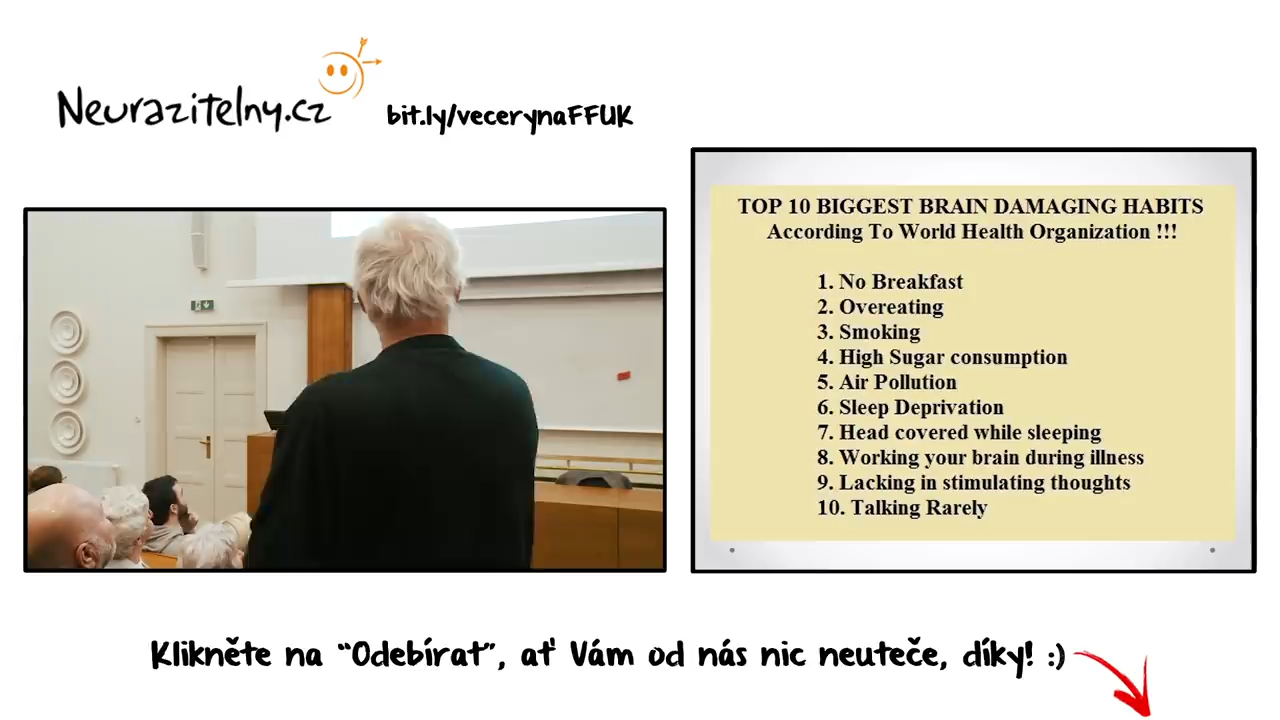 Neurazitelny.cz
bit.ly/vecerynaFFUK
TOP 10 BIGGEST BRAIN DAMAGING HABITS
According To World Health Organization !!!
1. No Breakfast
2. Overeating
3. Smoking
4. High Sugar consumption
5. Air Pollution
6. Sleep Deprivation
7. Head covered while sleeping
8. Working your brain during illness
9. Lacking in stimulating thoughts
10. Talking Rarely
Klikněte na “Odebírat”, ať Vám od nás nic neuteče, díky! :)